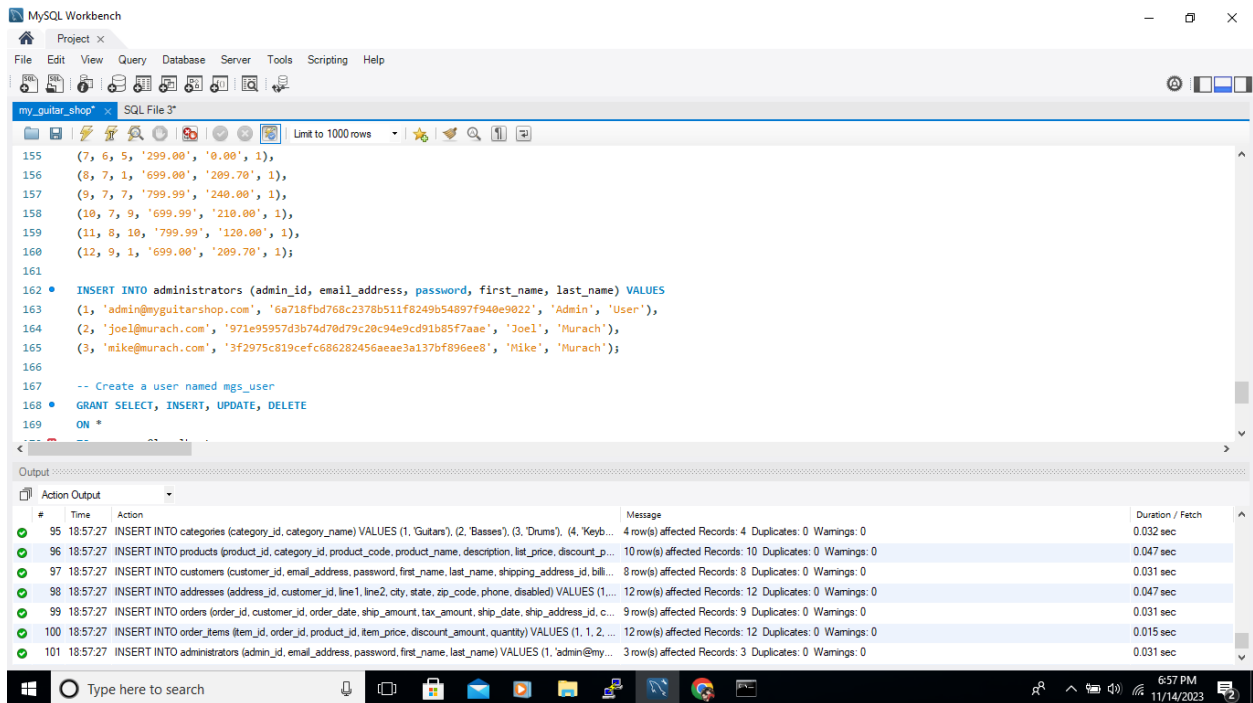 MySQL Workbench
Project ×
File Edit View Query Database Server Tools Scripting Help
my_guitar_shop* × SQL File 3*
Limit to 1000 rows
155 (7, 6, 5, '299.00', '0.00', 1),
156 (8, 7, 1, '699.00', '209.70', 1),
157 (9, 7, 7, '799.99', '240.00', 1),
158 (10, 7, 9, '699.99', '210.00', 1),
159 (11, 8, 10, '799.99', '120.00', 1),
160 (12, 9, 1, '699.00', '209.70', 1);
161
162 INSERT INTO administrators (admin_id, email_address, password, first_name, last_name) VALUES
163 (1, 'admin@myguitarshop.com', '6a718fbd768c2378b511f8249b54897f940e9022', 'Admin', 'User'),
164 (2, 'joel@murach.com', '971e95957d3b74d70d79c20c94e9cd91b85f7aae', 'Joel', 'Murach'),
165 (3, 'mike@murach.com', '3f2975c819cefc686282456aeae3a137bf896ee8', 'Mike', 'Murach');
166
167 -- Create a user named mgs_user
168 GRANT SELECT, INSERT, UPDATE, DELETE
169 ON *
Output
Action Output
# Time Action Message Duration / Fetch
95 18:57:27 INSERT INTO categories (category_id, category_name) VALUES (1, 'Guitars'), (2, 'Basses'), (3, 'Drums'), (4, 'Keyb... 4 row(s) affected Records: 4 Duplicates: 0 Warnings: 0 0.032 sec
96 18:57:27 INSERT INTO products (product_id, category_id, product_code, product_name, description, list_price, discount_p... 10 row(s) affected Records: 10 Duplicates: 0 Warnings: 0 0.047 sec
97 18:57:27 INSERT INTO customers (customer_id, email_address, password, first_name, last_name, shipping_address_id, billi... 8 row(s) affected Records: 8 Duplicates: 0 Warnings: 0 0.031 sec
98 18:57:27 INSERT INTO addresses (address_id, customer_id, line1, line2, city, state, zip_code, phone, disabled) VALUES (1,... 12 row(s) affected Records: 12 Duplicates: 0 Warnings: 0 0.047 sec
99 18:57:27 INSERT INTO orders (order_id, customer_id, order_date, ship_amount, tax_amount, ship_date, ship_address_id, c... 9 row(s) affected Records: 9 Duplicates: 0 Warnings: 0 0.031 sec
100 18:57:27 INSERT INTO order_items (item_id, order_id, product_id, item_price, discount_amount, quantity) VALUES (1, 1, 2, ... 12 row(s) affected Records: 12 Duplicates: 0 Warnings: 0 0.015 sec
101 18:57:27 INSERT INTO administrators (admin_id, email_address, password, first_name, last_name) VALUES (1, 'admin@my... 3 row(s) affected Records: 3 Duplicates: 0 Warnings: 0 0.031 sec
Type here to search
6:57 PM
11/14/2023
2